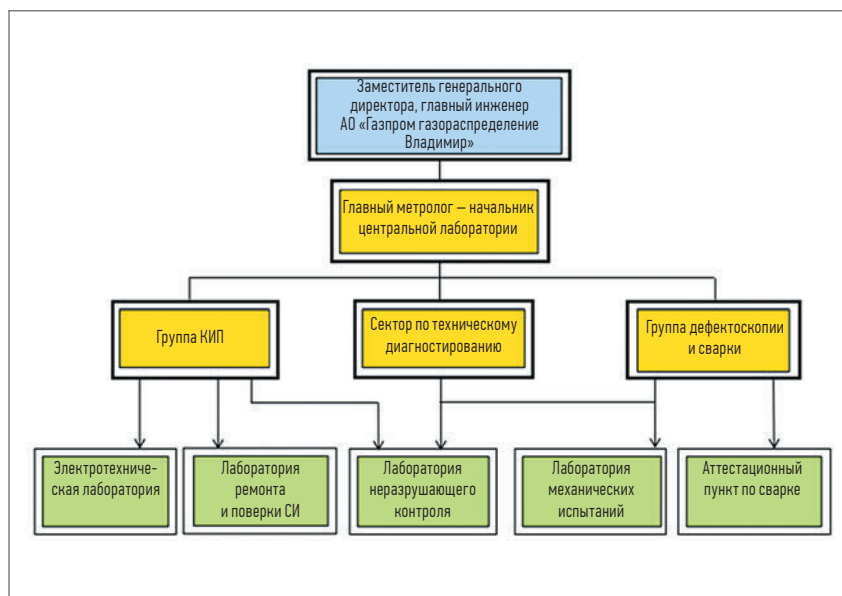 Заместитель генерального
директора, главный инженер
АО «Газпром газораспределение
Владимир»
Главный метролог – начальник
центральной лаборатории
Группа КИП
Сектор по техническому
диагностированию
Группа дефектоскопии
и сварки
Электротехниче-
ская лаборатория
Лаборатория
ремонта
и поверки СИ
Лаборатория
неразрушающего
контроля
Лаборатория
механических
испытаний
Аттестационный
пункт по сварке